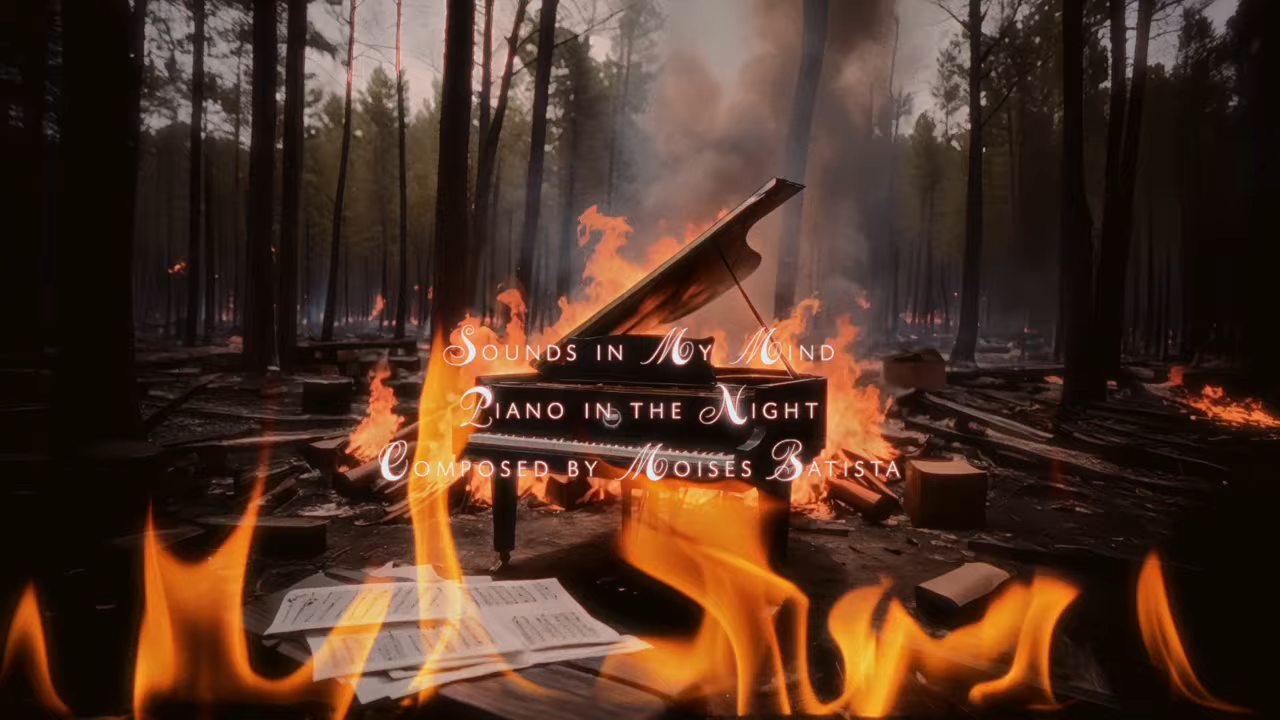 Sounds in My Mind
Piano in the Night
Composed by Moises Batista